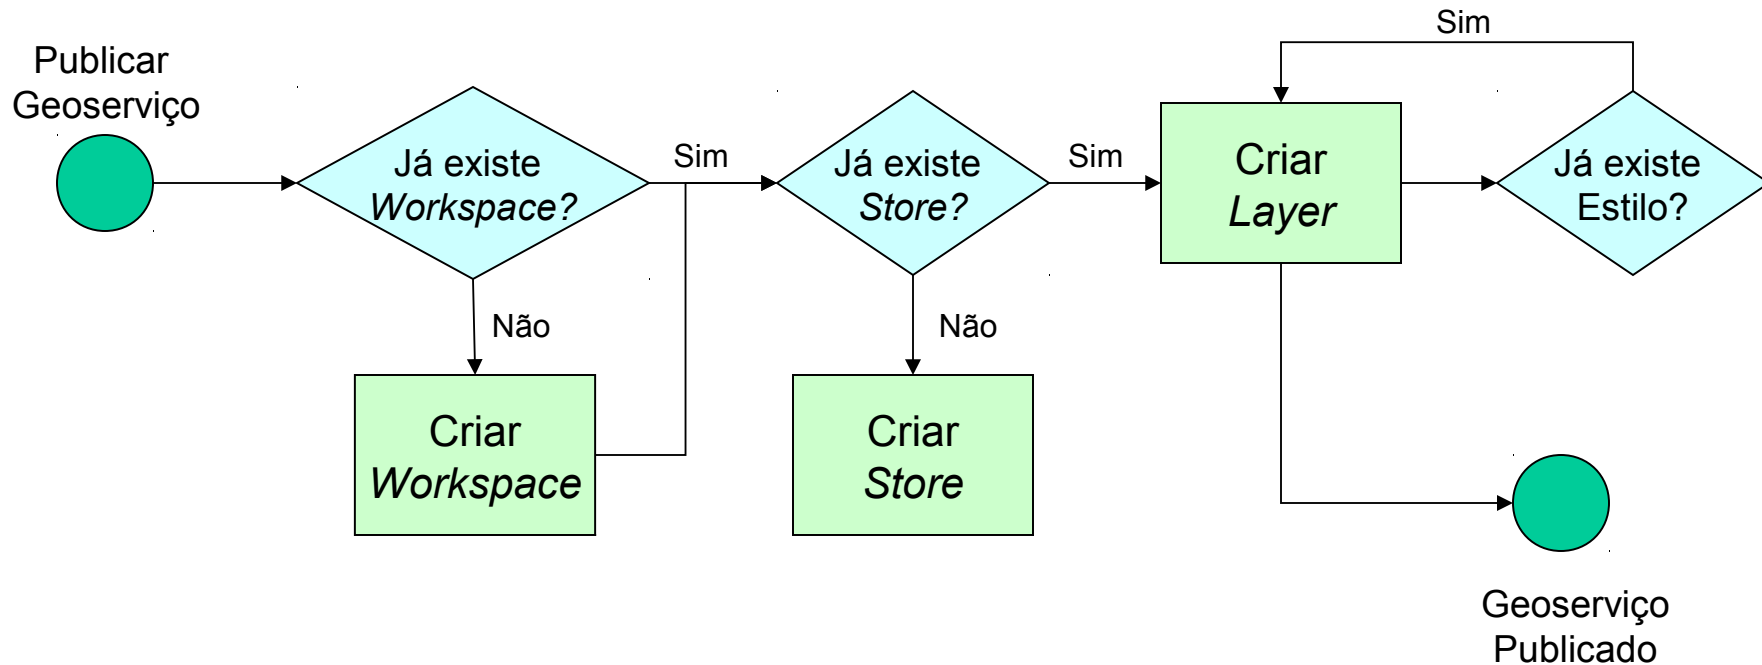 Publicar
Geoserviço
Já existe
Workspace?
Sim
Não
Criar
Workspace
Já existe
Store?
Sim
Não
Criar
Store
Criar
Layer
Sim
Já existe
Estilo?
Geoserviço
Publicado